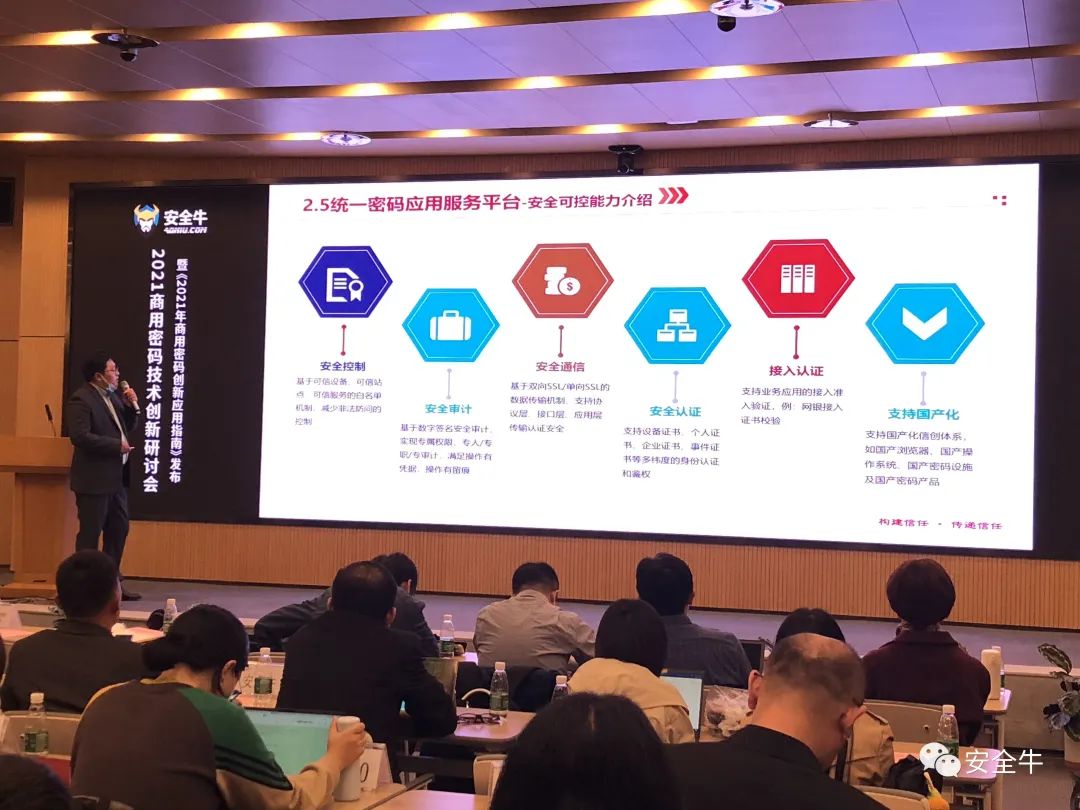 安全牛
aqniu.com
暨《2021年商用密码创新应用指南》发布
2021商用密码技术创新研讨会
2.5统一密码应用服务平台-安全可控能力介绍
安全控制
基于可信设备、可信站
点、可信服务的白名单
机制，减少非法访问的
控制
安全审计
基于数字签名安全审计，
实现专属权限、专人/专
职/专审计、满足操作有
凭据、操作有留痕
安全通信
基于双向SSL/单向SSL的
数据传输机制、支持协
议层、接口层、应用层
传输认证安全
安全认证
支持设备证书、个人证
书、企业证书、事件证
书等多纬度的身份认证
和鉴权
接入认证
支持业务应用的接入准
入验证，例：网银接入
证书校验
支持国产化
支持国产化信创体系，
如国产浏览器、国产操
作系统、国产密码设施
及国产密码产品
构建信任 · 传递信任
安全牛